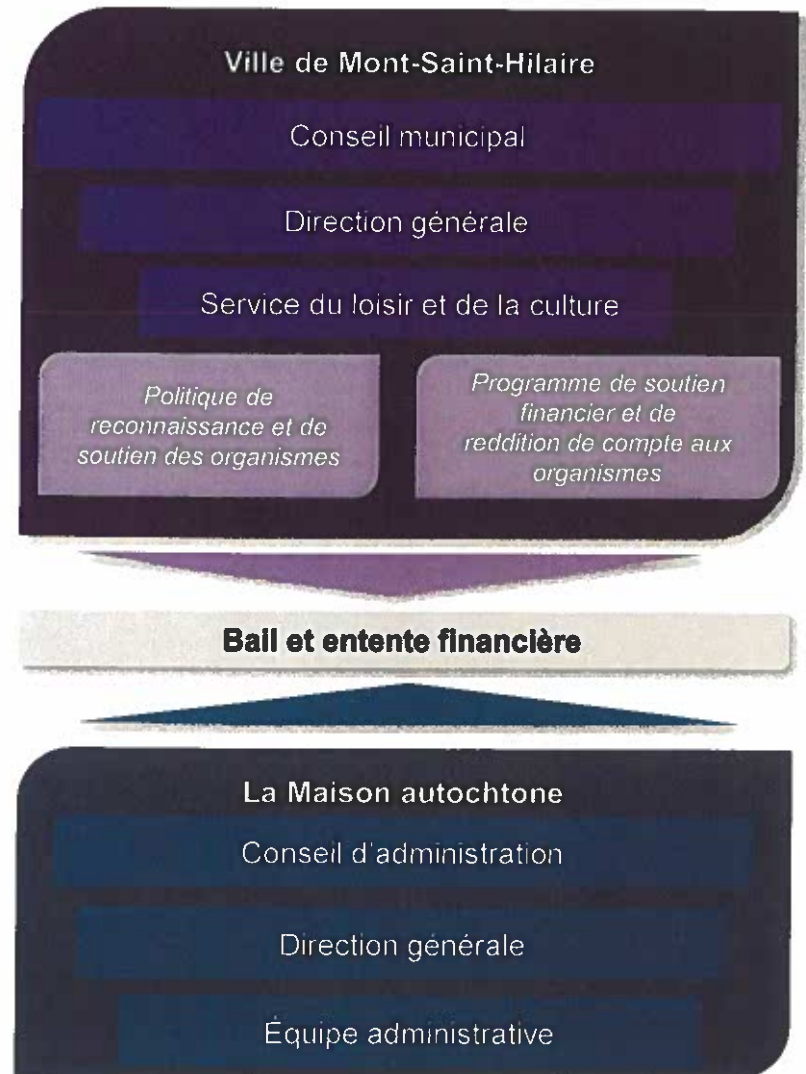 Ville de Mont-Saint-Hilaire
Conseil municipal
Direction générale
Service du loisir et de la culture
Politique de
reconnaissance et de
soutien des organismes
Programme de soutien
financier et de
reddition de compte aux
organismes
Bail et entente financière
La Maison autochtone
Conseil d'administration
Direction générale
Équipe administrative